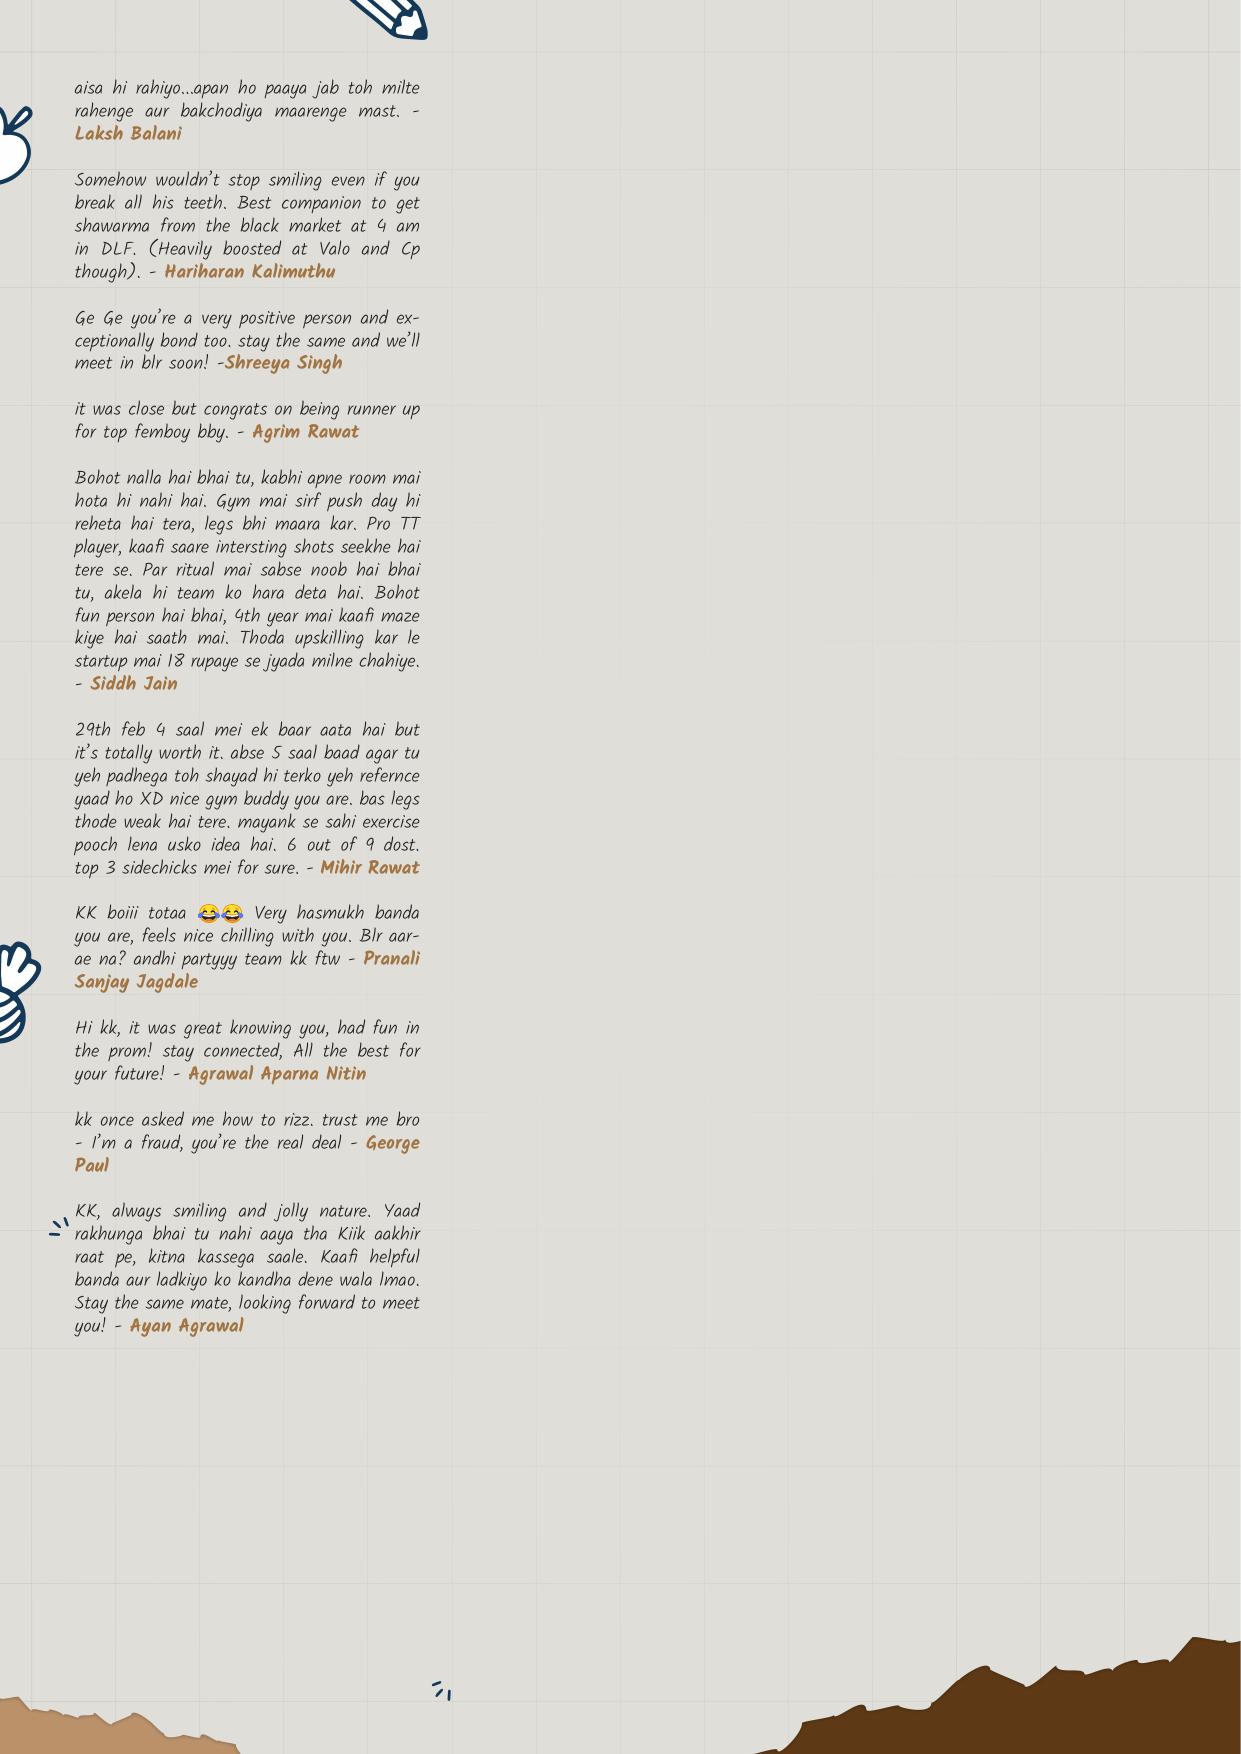 aisa hi rahiyo...apan ho paaya jab toh milte
rahenge aur bakchodiya maarenge mast. -
Laksh Balani
Somehow wouldn't stop smiling even if you
break all his teeth. Best companion to get
shawarma from the black market at 4 am
in DLF. (Heavily boosted at Valo and Cp
though). - Hariharan Kalimuthu
Ge Ge you're a very positive person and ex-
ceptionally bond too. stay the same and we'll
meet in blr soon! -Shreeya Singh
it was close but congrats on being runner up
for top femboy bby. - Agrim Rawat
Bohot nalla hai bhai tu, kabhi apne room mai
hota hi nahi hai. Gym mai sirf push day hi
reheta hai tera, legs bhi maara kar. Pro TT
player, kaafi saare intersting shots seekhe hai
tere se. Par ritual mai sabse noob hai bhai
tu, akela hi team ko hara deta hai. Bohot
fun person hai bhai, 4th year mai kaafi maze
kiye hai saath mai. Thoda upskilling kar le
startup mai 18 rupaye se jyada milne chahiye.
- Siddh Jain
29th feb 4 saal mei ek baar aata hai but
it's totally worth it. abse 5 saal baad agar tu
yeh padhega toh shayad hi terko yeh refernce
yaad ho XD nice gym buddy you are. bas legs
thode weak hai tere. mayank se sahi exercise
pooch lena usko idea hai. 6 out of 9 dost.
top 3 sidechicks mei for sure. - Mihir Rawat
KK boiii totaa 😂😂 Very hasmukh banda
you are, feels nice chilling with you. Blr aar-
ae na? andhi partyyy team kk ftw - Pranali
Sanjay Jagdale
Hi kk, it was great knowing you, had fun in
the prom! stay connected, All the best for
your future! - Agrawal Aparna Nitin
kk once asked me how to rizz. trust me bro
- I'm a fraud, you're the real deal - George
Paul
KK, always smiling and jolly nature. Yaad
rakhunga bhai tu nahi aaya tha Kiik aakhir
raat pe, kitna kassega saale. Kaafi helpful
banda aur ladkiyo ko kandha dene wala lmao.
Stay the same mate, looking forward to meet
you! - Ayan Agrawal